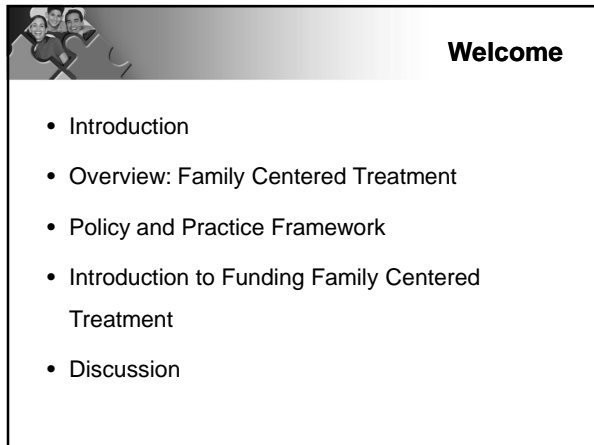 Welcome
• Introduction
• Overview: Family Centered Treatment
• Policy and Practice Framework
• Introduction to Funding Family Centered
Treatment
• Discussion